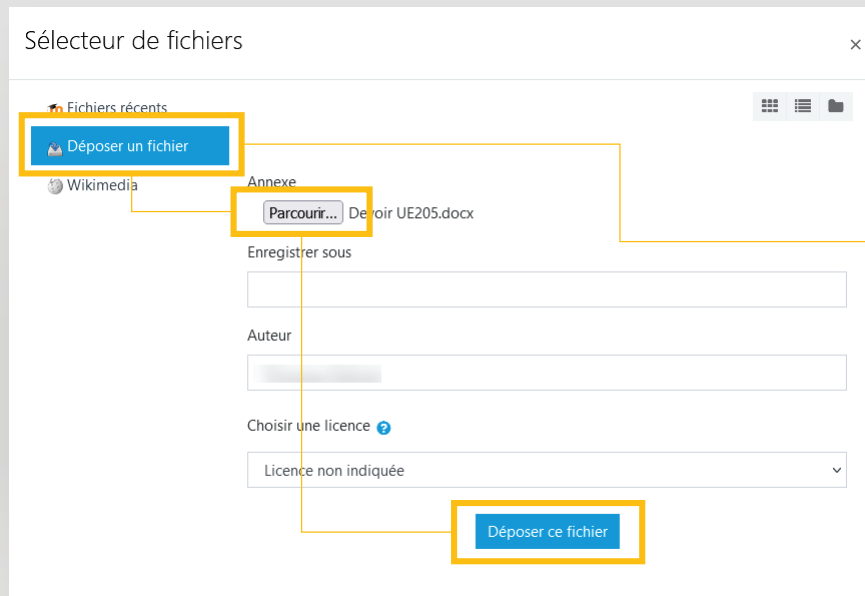 Sélecteur de fichiers
Fichiers récents
Déposer un fichier
Wikimedia
Annexe
Parcourir... Devoir UE205.docx
Enregistrer sous
Auteur
Choisir une licence
Licence non indiquée
Déposer ce fichier